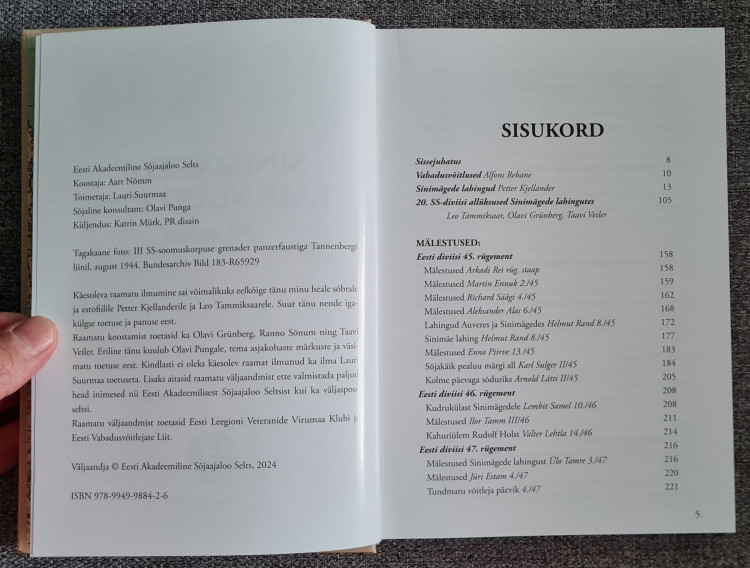 Eesti Akadeemiline Sõjaajaloo Selts
Koostaja: Aart Nõmm
Toimetaja: Lauri Suurmaa
Sõjaline konsultant: Olavi Punga
Küljendus: Katrin Mürk, PR disain
Tagakaane foto: III SS-soomuskorpuse grenader panzerfaustiga Tannenbergi
liinil, august 1944. Bundesarchiv Bild 183-R65929
Käesoleva raamatu ilmumine sai võimalikuks eelkõige tänu minu heale sõbrale
ja estofiilile Petter Kjellanderile ja Leo Tammiksaarele. Suur tänu nende iga-
külgse toetuse ja panuse eest.
Raamatu koostamist toetasid ka Olavi Grünberg, Ranno Sõnum ning Taavi
Veiler. Eriline tänu kuulub Olavi Pungale, tema asjakohaste märkuste ja väsi-
matu toetuse eest. Kindlasti ei oleks käesolev raamat ilmunud ka ilma Lauri
Suurmaa toetuseta. Lisaks aitasid raamatu väljaandmist ette valmistada paljud
head inimesed nii Eesti Akadeemilisest Sõjaajaloo Seltsist kui ka väljaspool
seltsi.
Raamatu väljaandmist toetasid Eesti Leegioni Veteranide Virumaa Klubi ja
Eesti Vabadusvõitlejate Liit.
Väljaandja © Eesti Akadeemiline Sõjaajaloo Selts, 2024
ISBN 978-9949-9884-2-6
SISUKORD
Sissejuhatus 8
Vabadusvõitlused Alfons Rebane 10
Sinimägede lahingud Petter Kjellander 13
20. SS-diviisi allüksused Sinimägede lahingutes 105
Leo Tammiksaar, Olavi Grünberg, Taavi Veiler
MÄLESTUSED:
Eesti diviisi 45. rügement 158
Mälestused Arkadi Rei rüg. staap 158
Mälestused Martin Ennuk 2./45 159
Mälestused Richard Säägi 4./45 162
Mälestused Aleksander Alas 6./45 168
Lahingud Auveres ja Sinimägedes Helmut Rand 8./45 172
Sinimäe lahing Helmut Rand 8./45 177
Mälestused Enno Piirve 13./45 183
Sõjakäik pealuu märgi all Karl Sulger II/45 184
Kolme päevaga sõduriks Arnold Lätti II/45 205
Eesti diviisi 46. rügement 208
Kudrukülast Sinimägedele Lembit Samel 10./46 208
Mälestused Ilor Tamm III/46 211
Kahuriülem Rudolf Holst Valter Lehtla 14./46 214
Eesti diviisi 47. rügement 216
Mälestused Sinimägede lahingust Ülo Tamre 3./47 216
Mälestused Jüri Estam 4./47 220
Tundmatu võitleja päevik 4./47 221
5